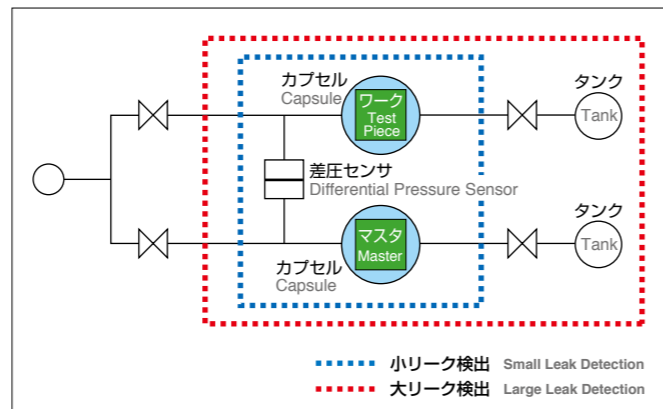 カプセル
Capsule
ワーク
Test
Piece
タンク
Tank
差圧センサ
Differential Pressure Sensor
マスタ
Master
カプセル
Capsule
タンク
Tank
小リーク検出 Small Leak Detection
大リーク検出 Large Leak Detection